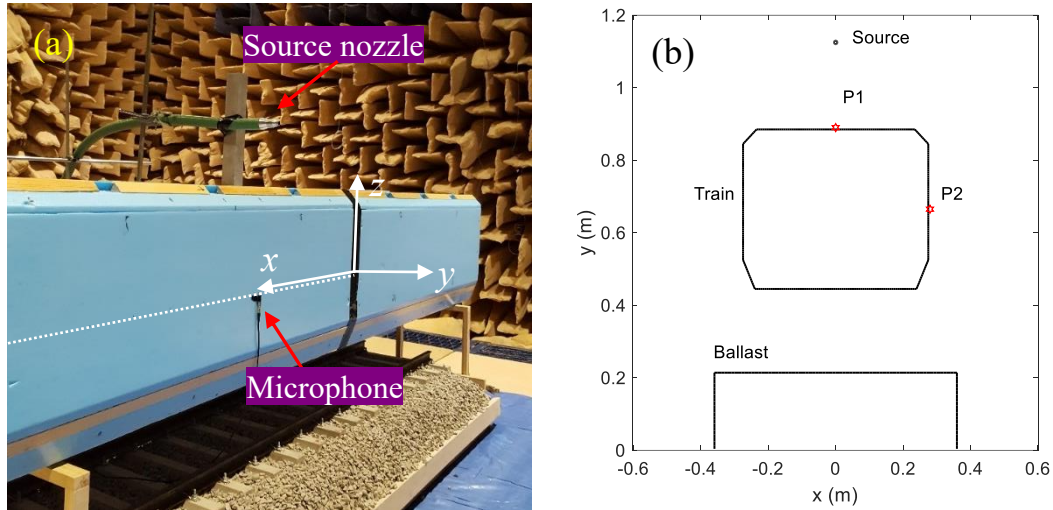 (a)
Source nozzle
z
x
y
Microphone
(b)
1.2
1
0.8
0.6
0.4
0.2
0
y (m)
Source
P1
Train
P2
Ballast
-0.6
-0.4
-0.2
0
0.2
0.4
0.6
x (m)